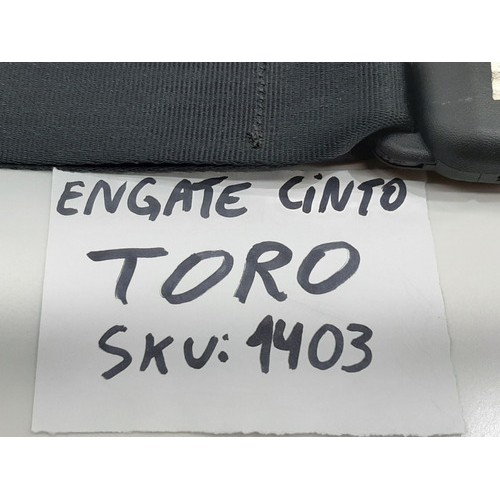 ENGATE CiNTO
TORO
SKU: 1403